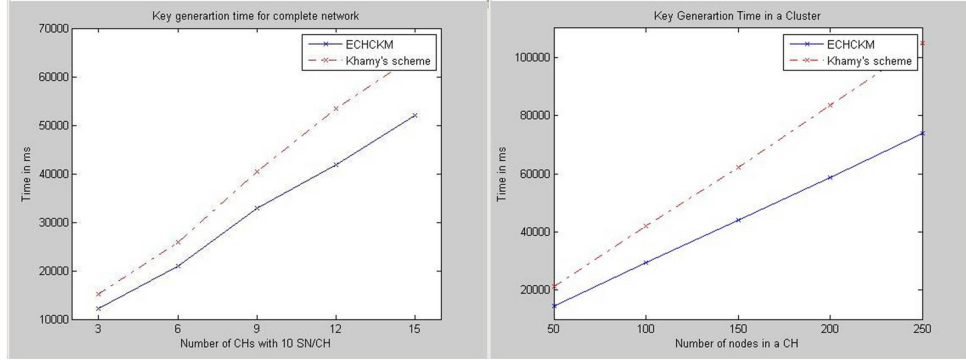 Key generartion time for complete network
70000
60000
50000
40000
30000
20000
10000
Time in ms
ECHCKM
Khamy's scheme
3 6 9 12 15
Number of CHs with 10 SN/CH
Key Generartion Time in a Cluster
100000
80000
60000
40000
20000
Time in ms
ECHCKM
Khamy's scheme
50 100 150 200 250
Number of nodes in a CH